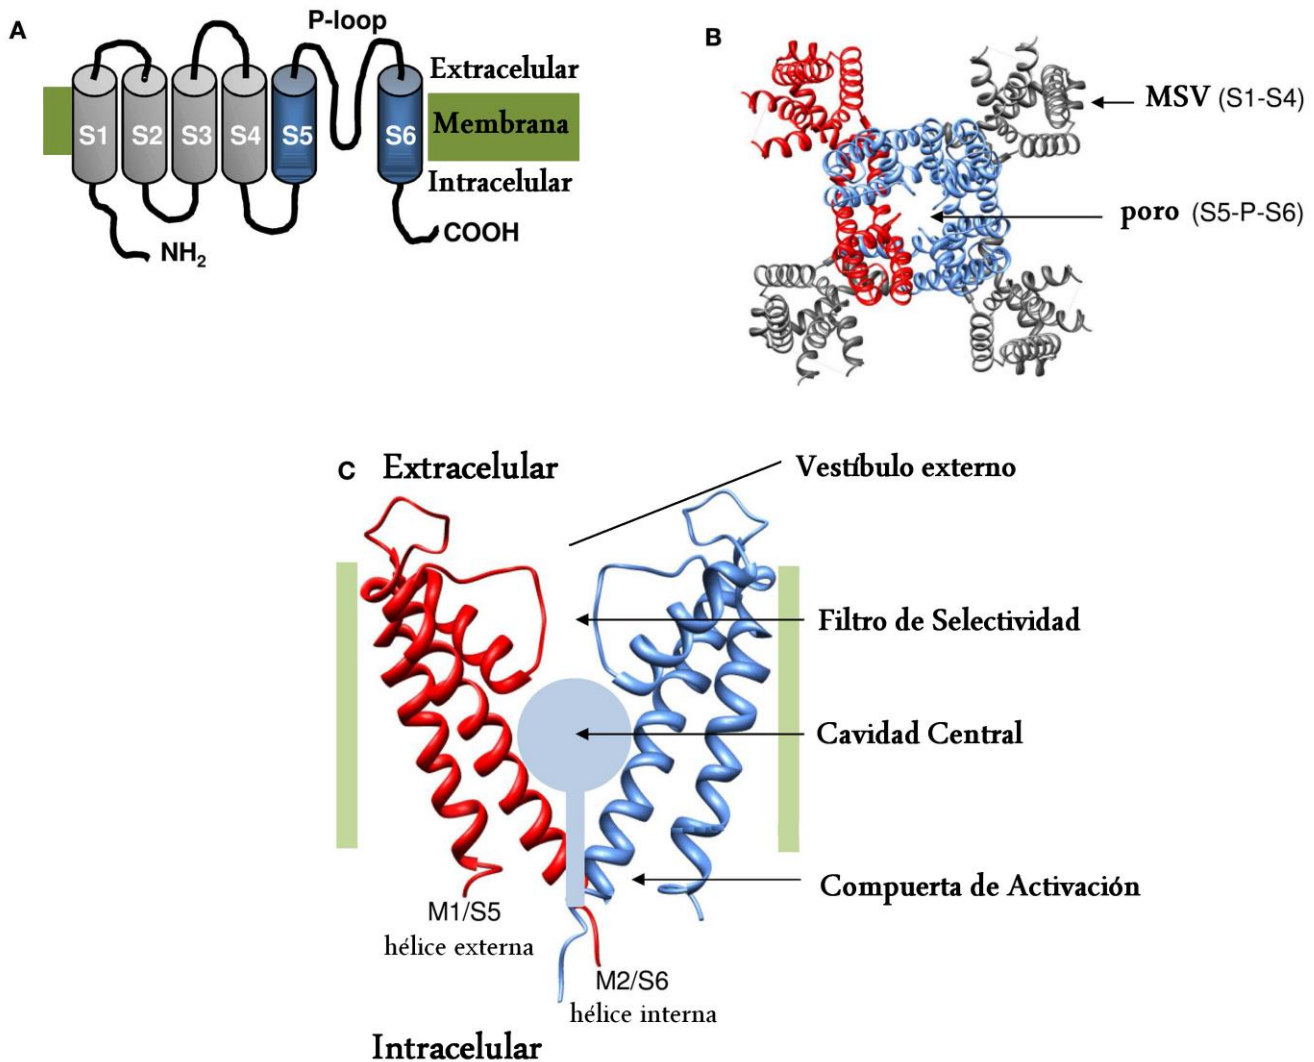 A
P-loop
Extracelular
S1 S2 S3 S4 S5 S6
Membrana
Intracelular
NH2
COOH
B
MSV (S1-S4)
poro (S5-P-S6)
C
Extracelular
Vestíbulo externo
Filtro de Selectividad
Cavidad Central
Compuerta de Activación
M1/S5
hélice externa
M2/S6
hélice interna
Intracelular